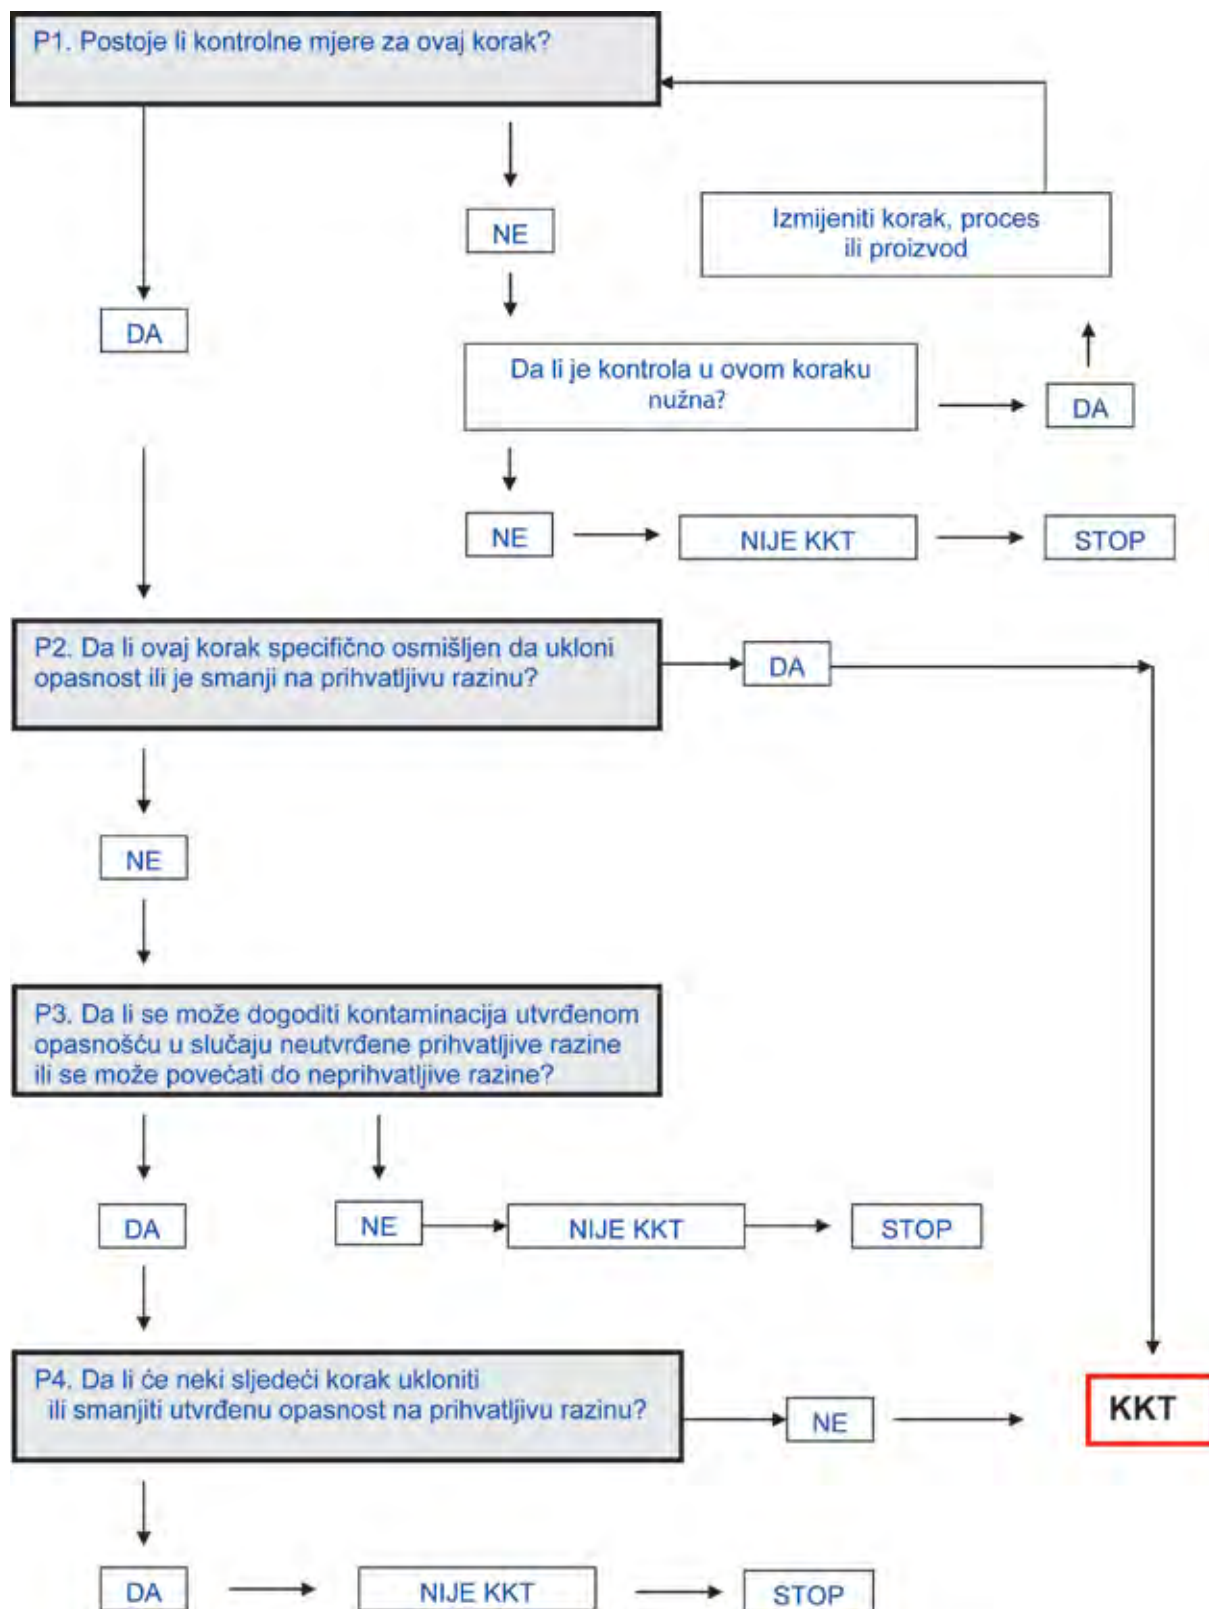 P1. Postoje li kontrolne mjere za ovaj korak?
Izmijeniti korak, proces
ili proizvod
NE
DA
Da li je kontrola u ovom koraku
nužna?
DA
NE
NIJE KKT
STOP
P2. Da li ovaj korak specifično osmišljen da ukloni
opasnost ili je smanji na prihvatljivu razinu?
DA
NE
P3. Da li se može dogoditi kontaminacija utvrđenom
opasnošću u slučaju neutvrđene prihvatljive razine
ili se može povećati do neprihvatljive razine?
DA
NE
NIJE KKT
STOP
P4. Da li će neki sljedeći korak ukloniti
ili smanjiti utvrđenu opasnost na prihvatljivu razinu?
NE
KKT
DA
NIJE KKT
STOP